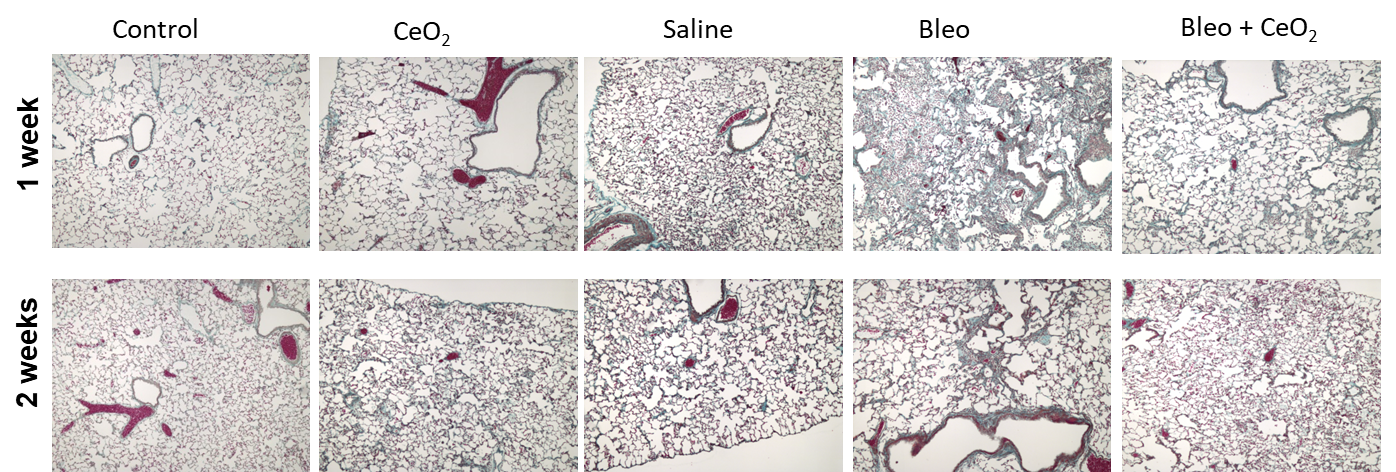 Control CeO₂ Saline Bleo Bleo + CeO₂
1 week
2 weeks